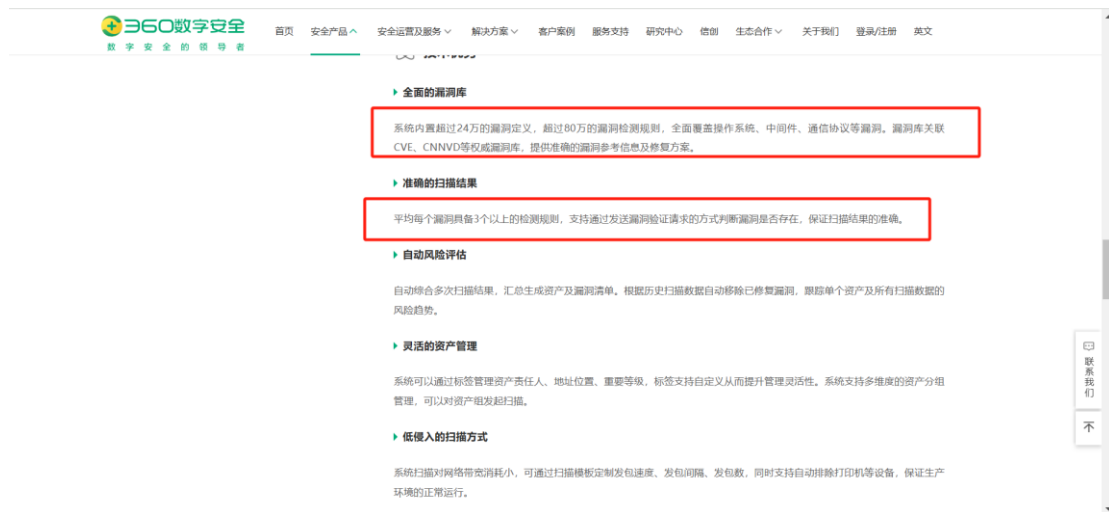 360数字安全
数字安全的领导者
首页 安全产品 安全运营及服务 解决方案 客户案例 服务支持 研究中心 信创 生态合作 关于我们 登录/注册 英文
全面的漏洞库
系统内置超过24万的漏洞定义，超过80万的漏洞检测规则，全面覆盖操作系统、中间件、通信协议等漏洞。漏洞库关联
CVE、CNNVD等权威漏洞库，提供准确的漏洞参考信息及修复方案。
准确的扫描结果
平均每个漏洞具备3个以上的检测规则，支持通过发送漏洞验证请求的方式判断漏洞是否存在，保证扫描结果的准确。
自动风险评估
自动综合多次扫描结果，汇总生成资产及漏洞清单。根据历史扫描数据自动移除已修复漏洞，跟踪单个资产及所有扫描数据的
风险趋势。
灵活的资产管理
系统可以通过标签管理资产责任人、地址位置、重要等级，标签支持自定义从而提升管理灵活性。系统支持多维度的资产分组
管理，可以对资产组发起扫描。
低侵入的扫描方式
系统扫描对网络带宽消耗小，可通过扫描模板定制发包速度、发包间隔、发包数，同时支持自动排除打印机等设备，保证生产
环境的正常运行。
联系我们